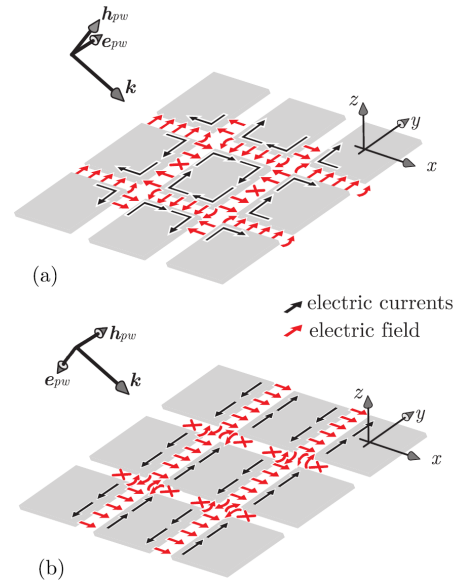 h_pw
e_pw
k
z
y
x
(a)
electric currents
electric field
h_pw
e_pw
k
z
y
x
(b)